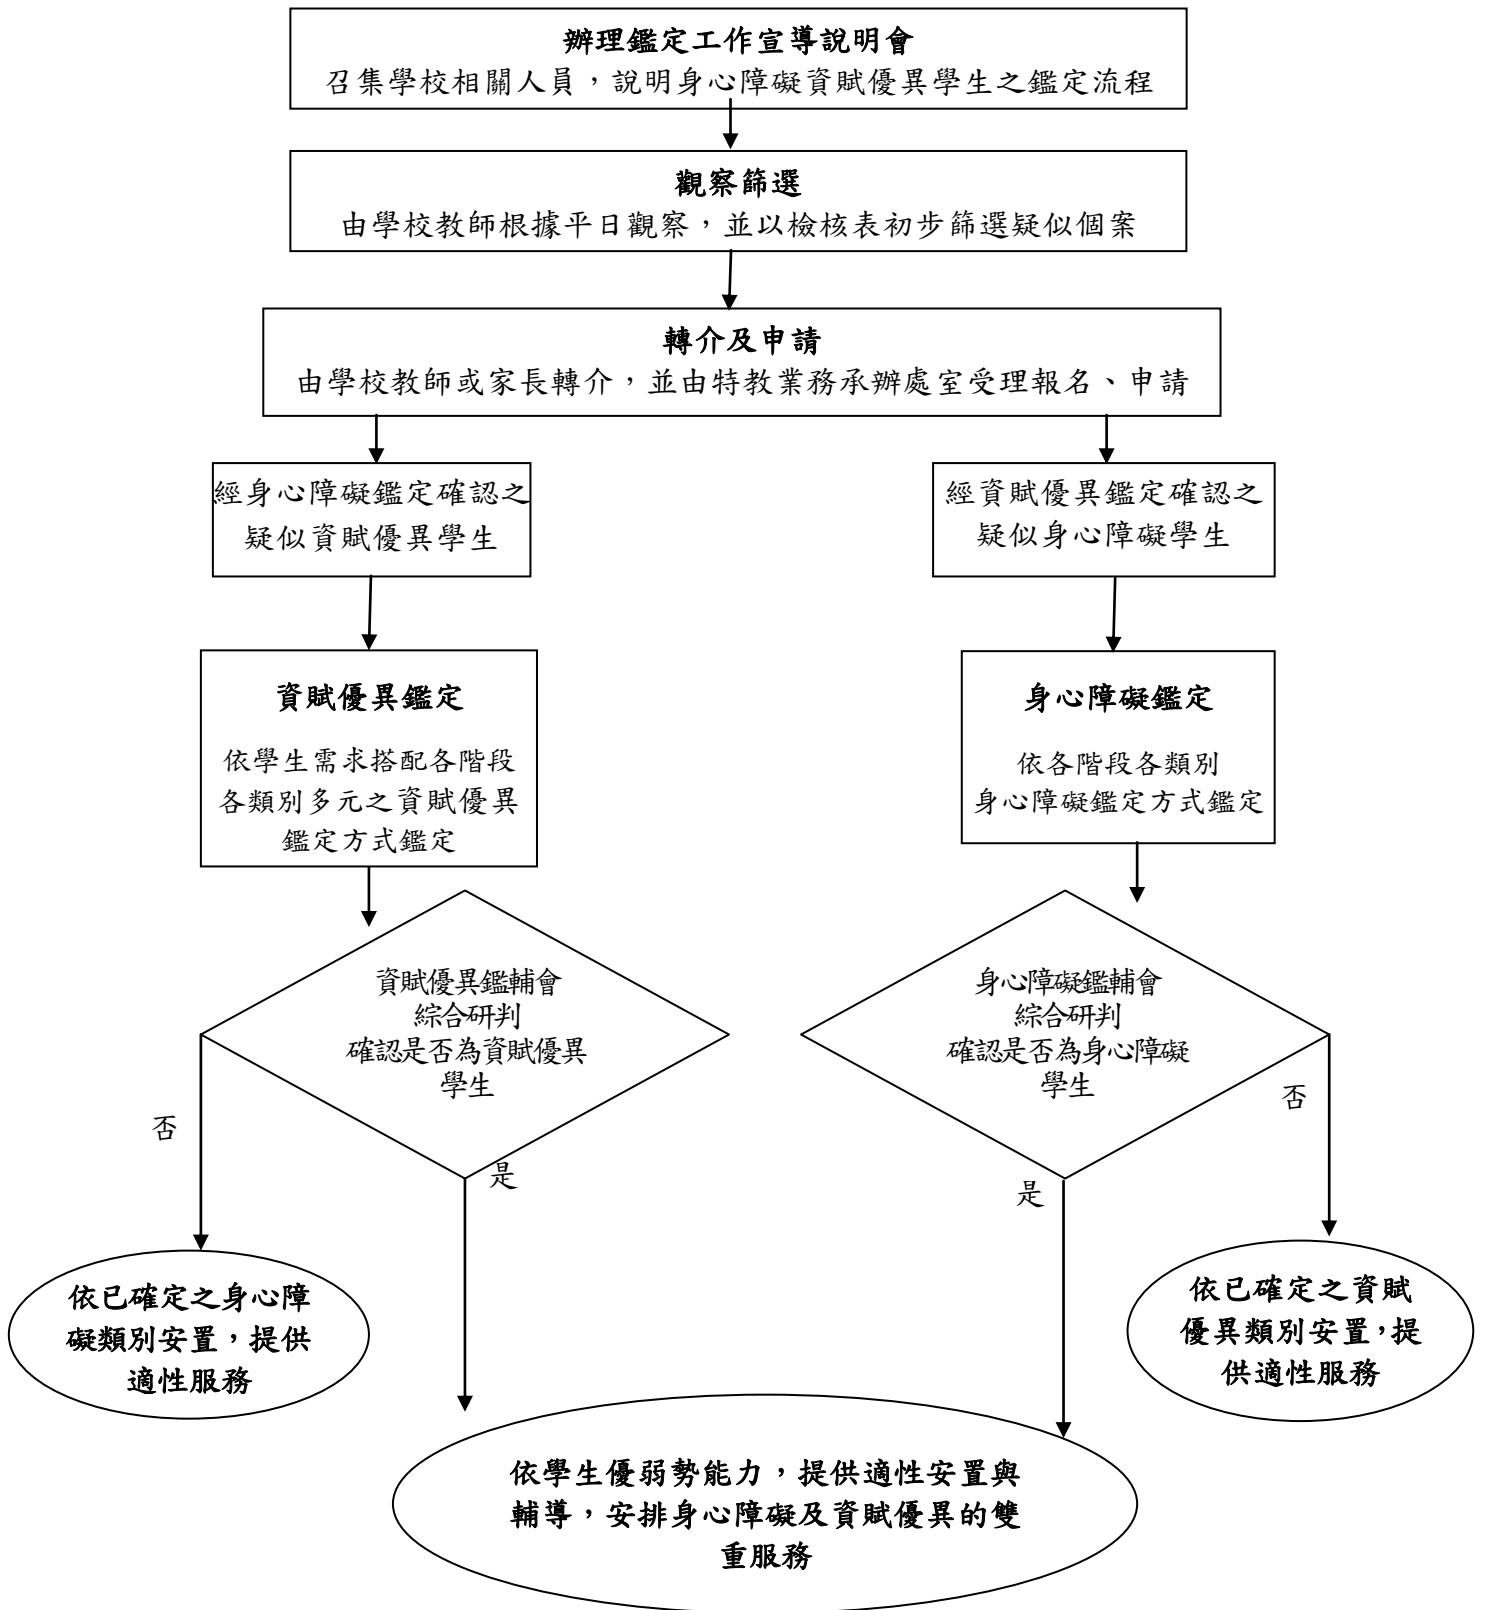 辦理鑑定工作宣導說明會
召集學校相關人員，說明身心障礙資賦優異學生之鑑定流程
觀察篩選
由學校教師根據平日觀察，並以檢核表初步篩選疑似個案
轉介及申請
由學校教師或家長轉介，並由特教業務承辦處室受理報名、申請
經身心障礙鑑定確認之
疑似資賦優異學生
經資賦優異鑑定確認之
疑似身心障礙學生
資賦優異鑑定
依學生需求搭配各階段
各類別多元之資賦優異
鑑定方式鑑定
身心障礙鑑定
依各階段各類別
身心障礙鑑定方式鑑定
資賦優異鑑輔會
綜合研判
確認是否為資賦優異
學生
身心障礙鑑輔會
綜合研判
確認是否為身心障礙
學生
否
是
是
否
依已確定之身心障
礙類別安置，提供
適性服務
依已確定之資賦
優異類別安置，提
供適性服務
依學生優弱勢能力，提供適性安置與
輔導，安排身心障礙及資賦優異的雙
重服務